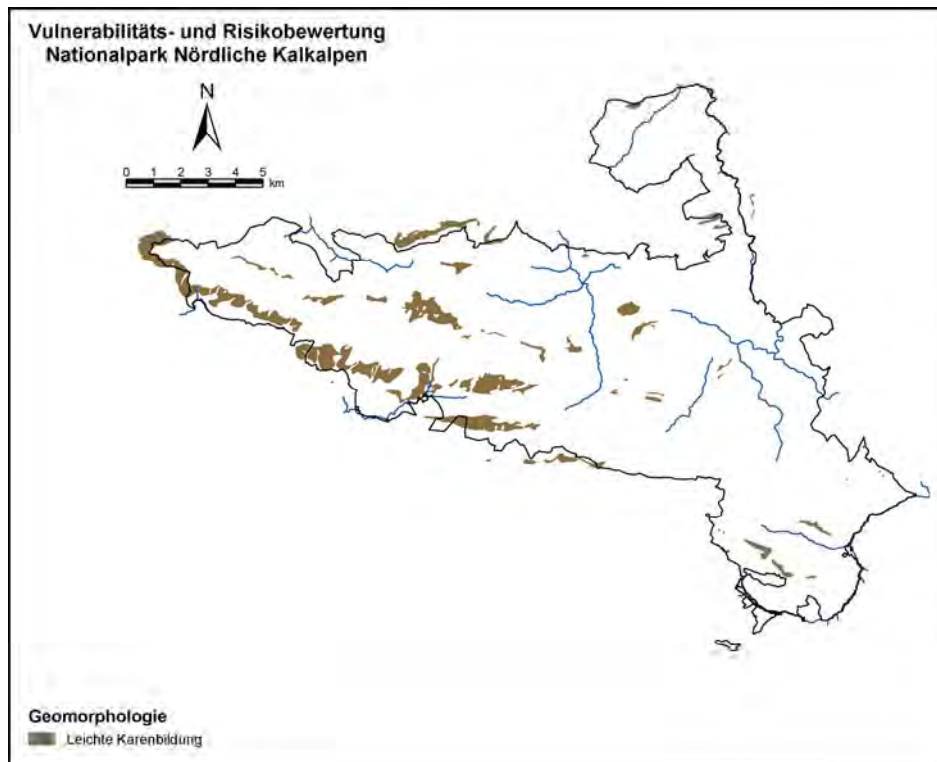 Vulnerabilitäts- und Risikobewertung
Nationalpark Nördliche Kalkalpen
N
0 1 2 3 4 5
km
Geomorphologie
Leichte Karenbildung